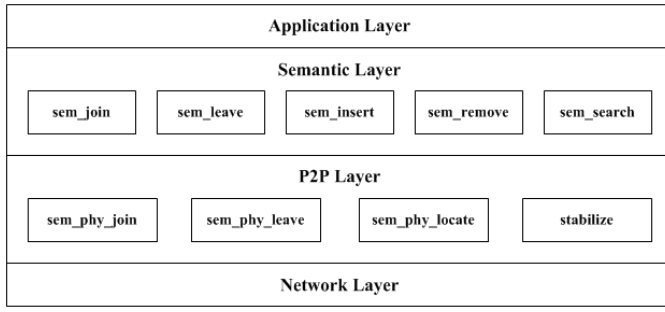 Application Layer
Semantic Layer
sem_join sem_leave sem_insert sem_remove sem_search
P2P Layer
sem_phy_join sem_phy_leave sem_phy_locate stabilize
Network Layer